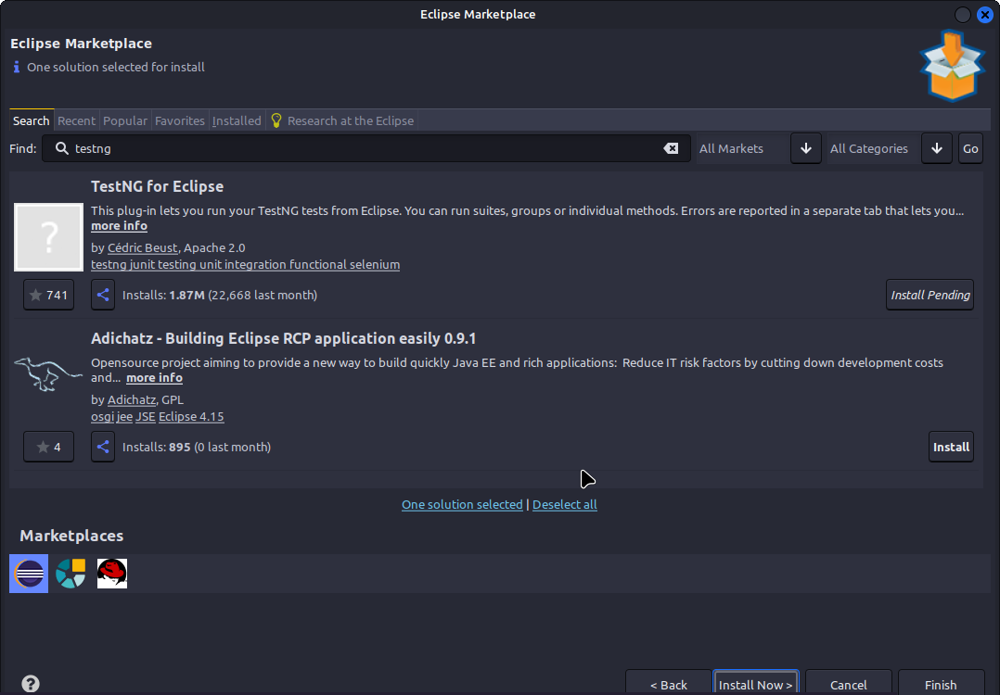 Eclipse Marketplace
Eclipse Marketplace
One solution selected for install
Search Recent Popular Favorites Installed Research at the Eclipse
Find: testng All Markets All Categories Go
TestNG for Eclipse
This plug-in lets you run your TestNG tests from Eclipse. You can run suites, groups or individual methods. Errors are reported in a separate tab that lets you...
more info
by Cédric Beust, Apache 2.0
testng junit testing unit integration functional selenium
741 Installs: 1.87M (22,668 last month) Install Pending
Adichatz - Building Eclipse RCP application easily 0.9.1
Opensource project aiming to provide a new way to build quickly Java EE and rich applications: Reduce IT risk factors by cutting down development costs
and... more info
by Adichatz, GPL
osgi jee JSE Eclipse 4.15
4 Installs: 895 (0 last month) Install
One solution selected | Deselect all
Marketplaces
? < Back Install Now > Cancel Finish